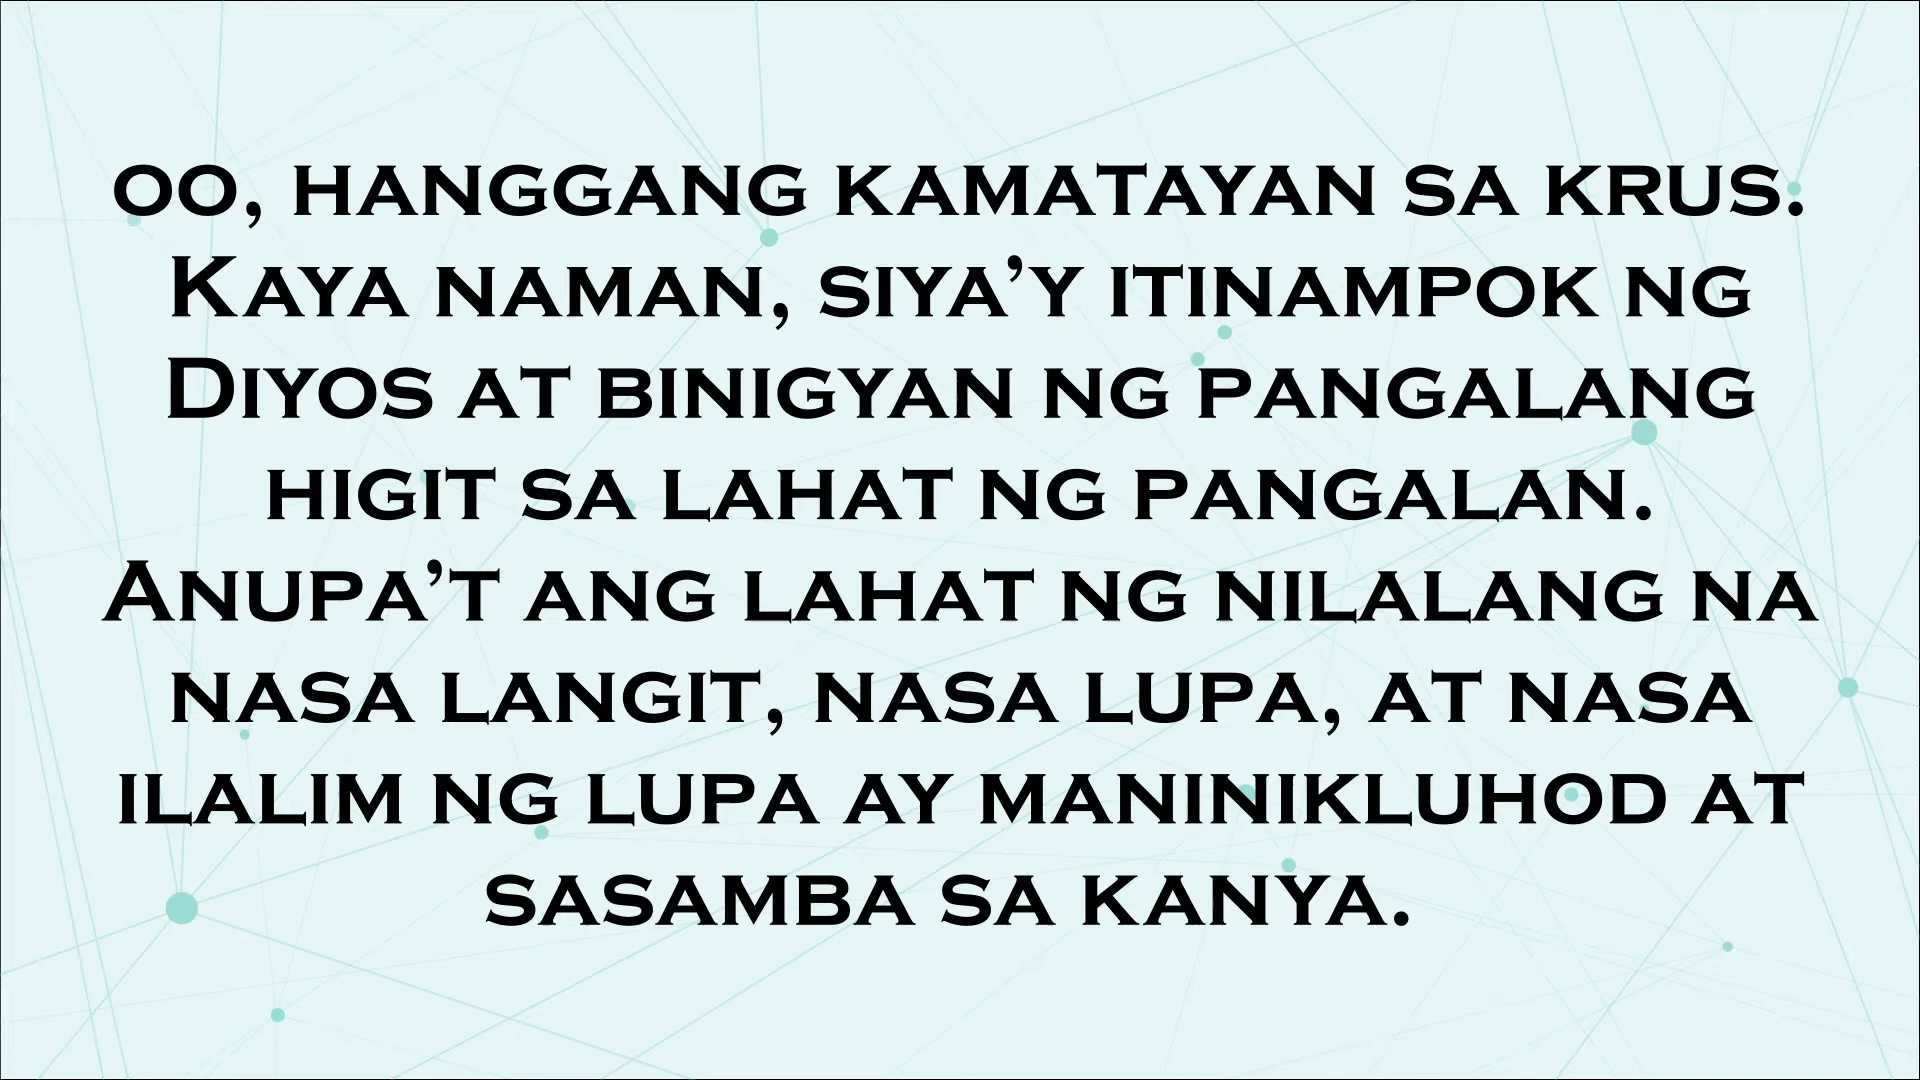 oo, hanggang kamatayan sa krus.
Kaya naman, siya’y itinampok ng
Diyos at binigyan ng pangalang
higit sa lahat ng pangalan.
Anupa’t ang lahat ng nilalang na
nasa langit, nasa lupa, at nasa
ilalim ng lupa ay maninikluhod at
sasamba sa kanya.